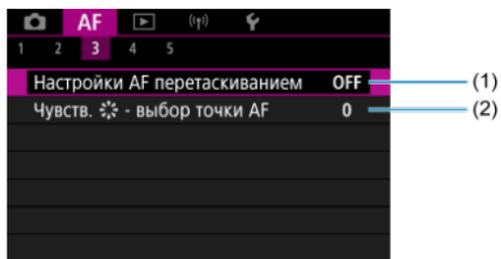 AF
1 2 3 4 5
Настройки AF перетаскиванием OFF (1)
Чувств. - выбор точки AF 0 (2)